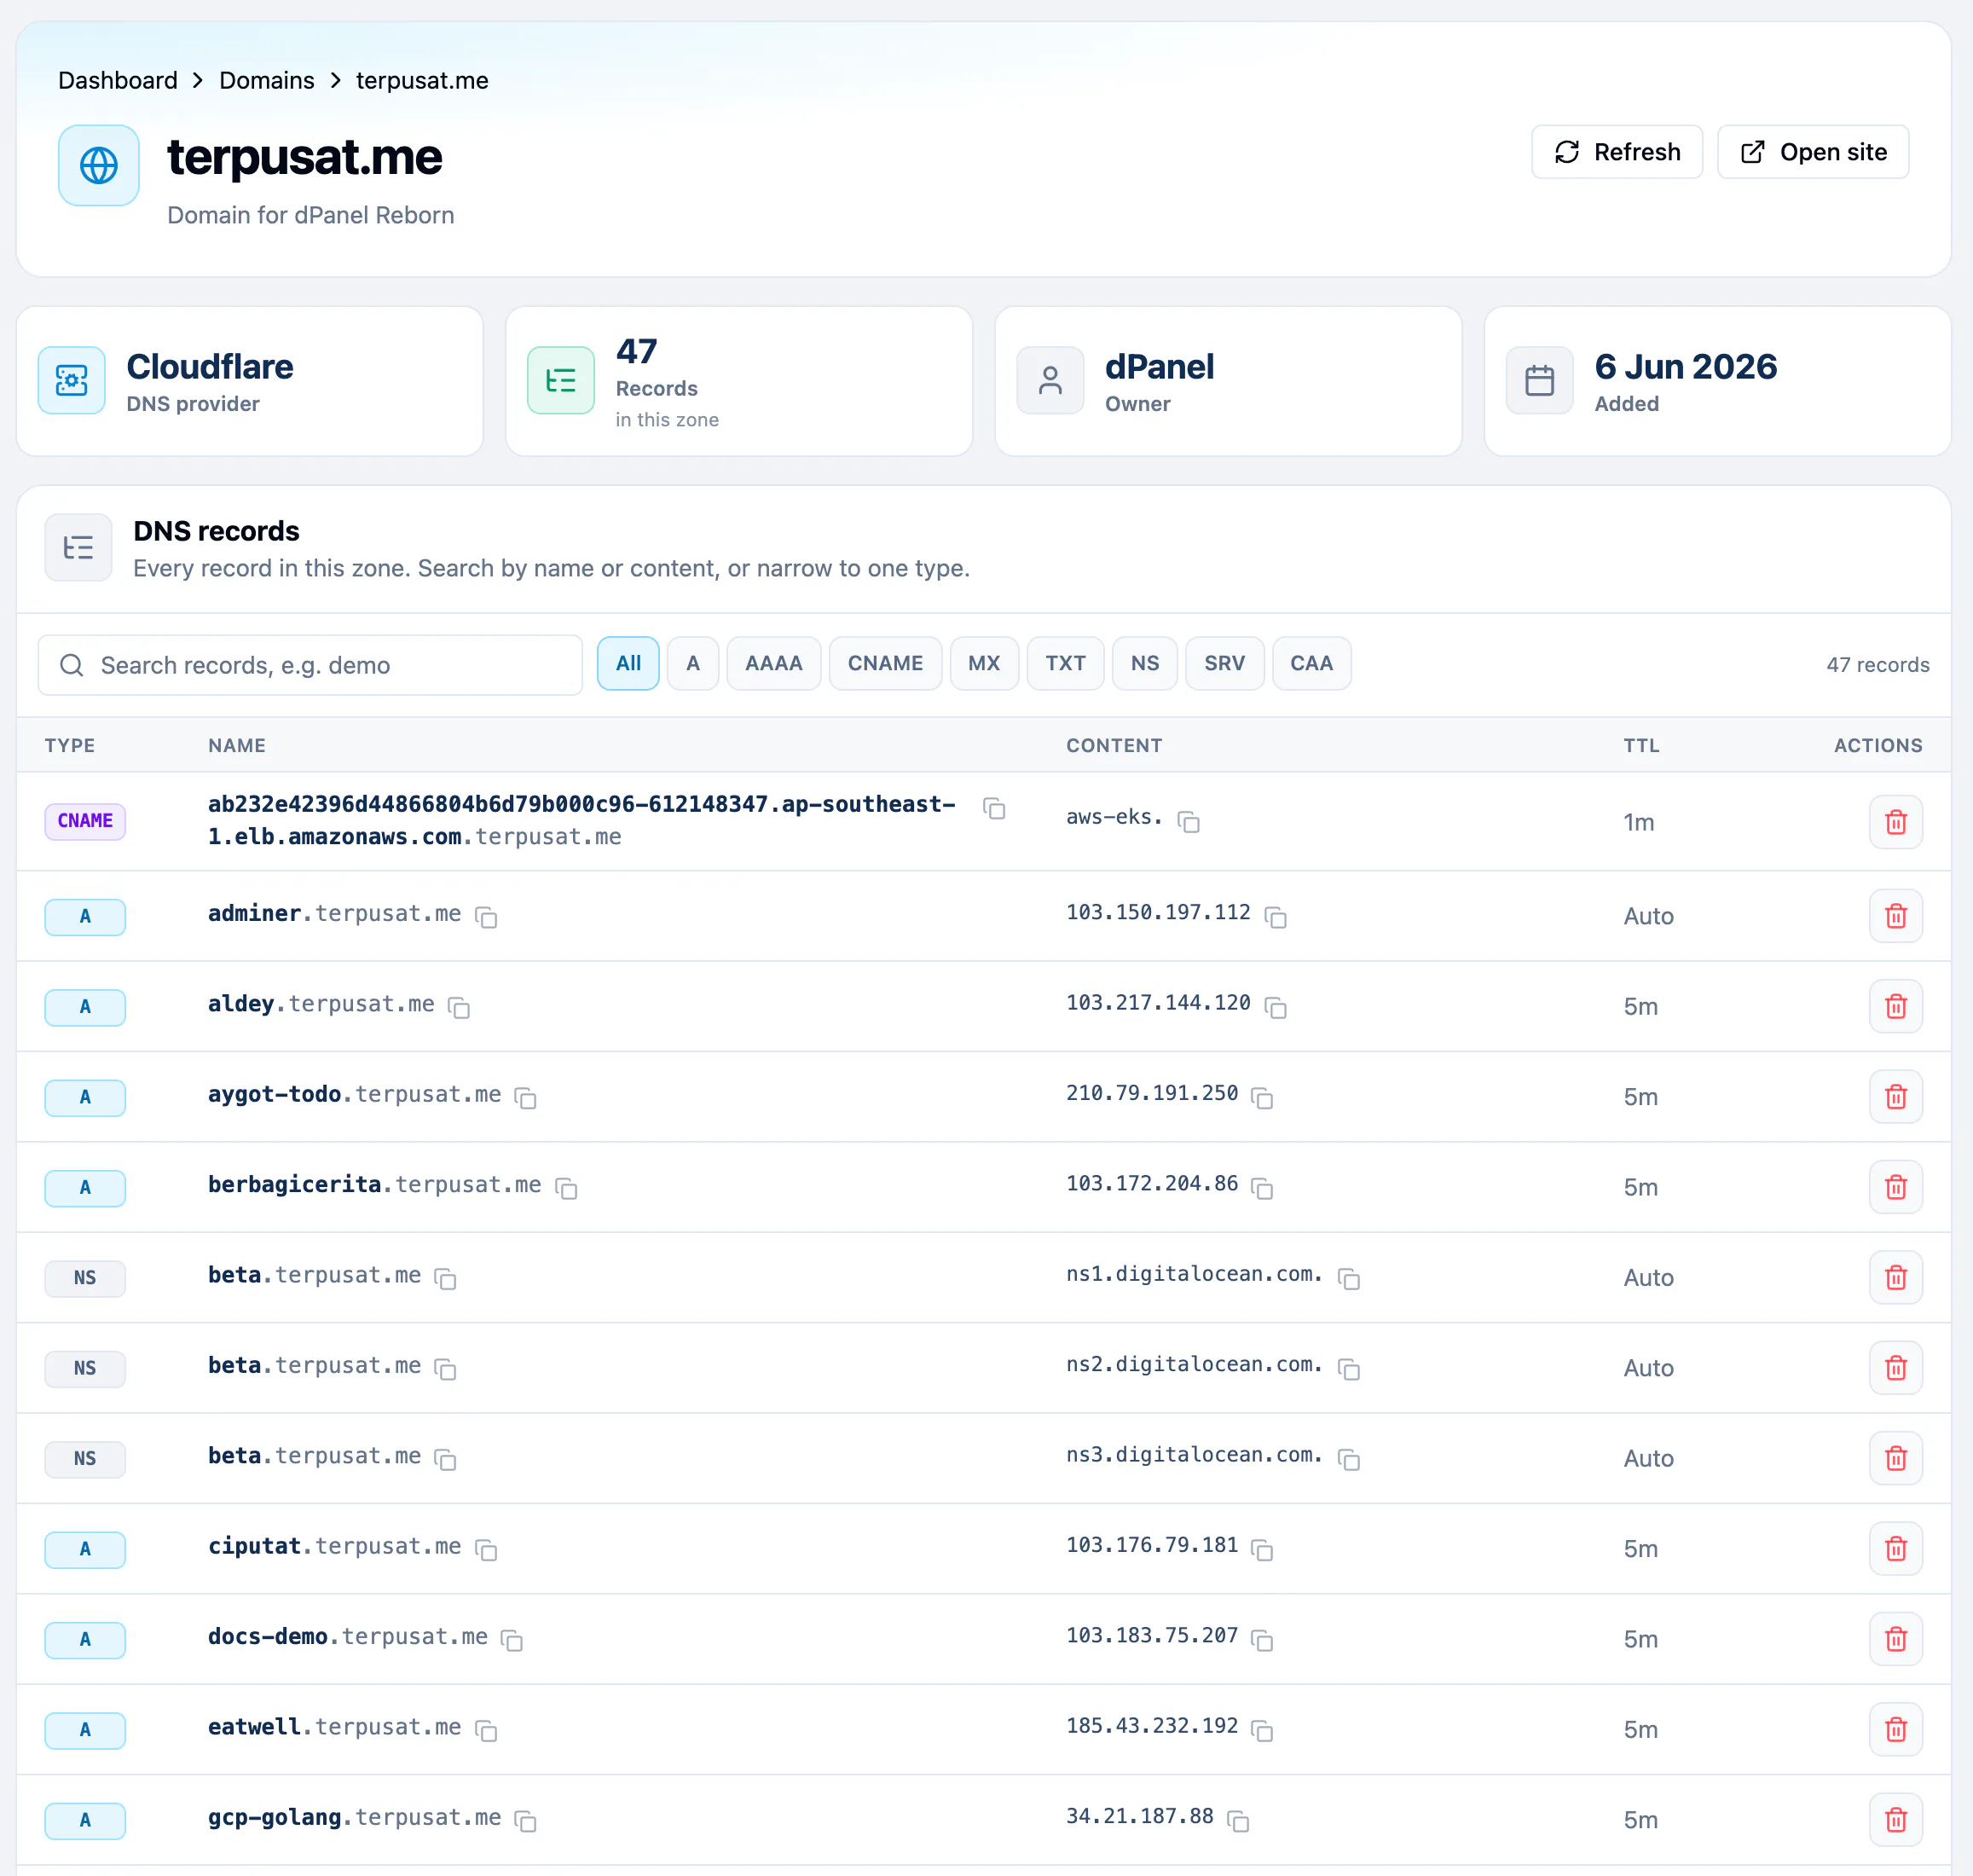 Dashboard > Domains > terpusat.me
terpusat.me
Domain for dPanel Reborn
Refresh
Open site
Cloudflare
DNS provider
47
Records
in this zone
dPanel
Owner
6 Jun 2026
Added
DNS records
Every record in this zone. Search by name or content, or narrow to one type.
Search records, e.g. demo
All A AAAA CNAME MX TXT NS SRV CAA
47 records
TYPE NAME CONTENT TTL ACTIONS
CNAME ab232e42396d44866804b6d79b000c96-612148347.ap-southeast-
1.elb.amazonaws.com.terpusat.me aws-eks. 1m
A adminer.terpusat.me 103.150.197.112 Auto
A aldey.terpusat.me 103.217.144.120 5m
A aygot-todo.terpusat.me 210.79.191.250 5m
A berbagicerita.terpusat.me 103.172.204.86 5m
NS beta.terpusat.me ns1.digitalocean.com. Auto
NS beta.terpusat.me ns2.digitalocean.com. Auto
NS beta.terpusat.me ns3.digitalocean.com. Auto
A ciputat.terpusat.me 103.176.79.181 5m
A docs-demo.terpusat.me 103.183.75.207 5m
A eatwell.terpusat.me 185.43.232.192 5m
A gcp-golang.terpusat.me 34.21.187.88 5m